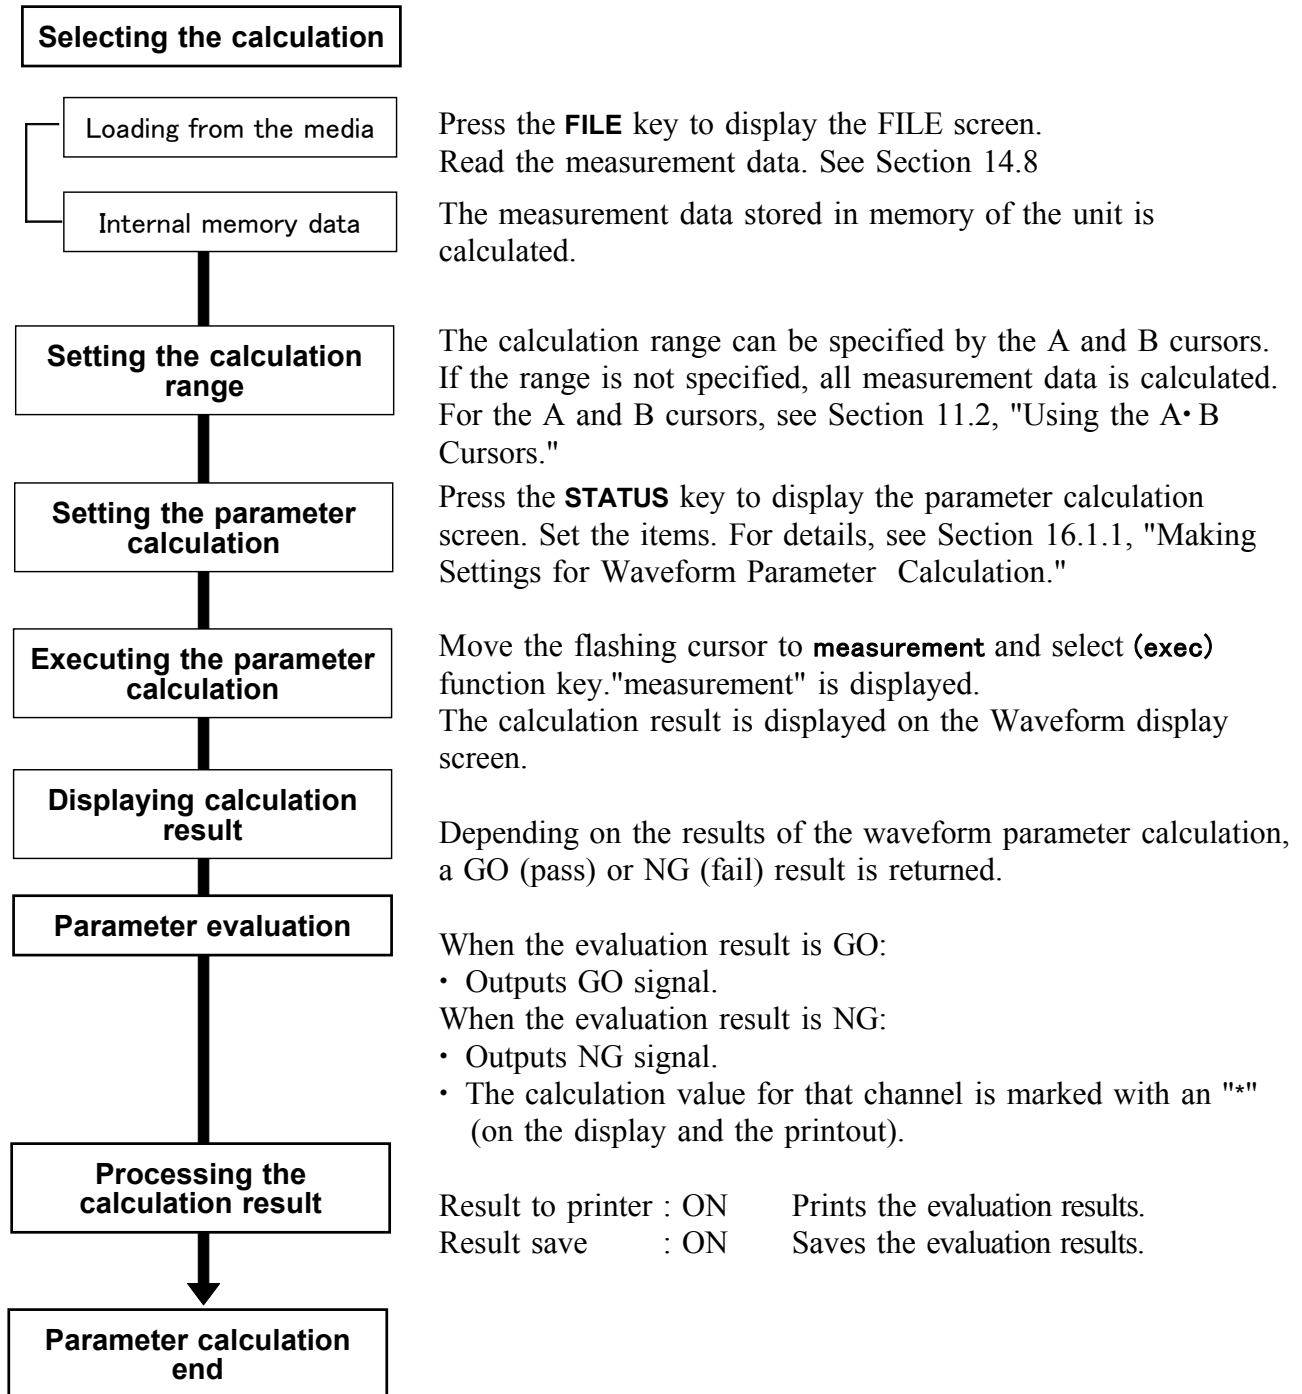 Selecting the calculation
Loading from the media
Press the FILE key to display the FILE screen.
Read the measurement data. See Section 14.8
Internal memory data
The measurement data stored in memory of the unit is
calculated.
Setting the calculation
range
The calculation range can be specified by the A and B cursors.
If the range is not specified, all measurement data is calculated.
For the A and B cursors, see Section 11.2, "Using the A・B
Cursors."
Setting the parameter
calculation
Press the STATUS key to display the parameter calculation
screen. Set the items. For details, see Section 16.1.1, "Making
Settings for Waveform Parameter  Calculation."
Executing the parameter
calculation
Move the flashing cursor to measurement and select (exec)
function key."measurement" is displayed.
The calculation result is displayed on the Waveform display
screen.
Displaying calculation
result
Depending on the results of the waveform parameter calculation,
a GO (pass) or NG (fail) result is returned.
Parameter evaluation
When the evaluation result is GO:
・ Outputs GO signal.
When the evaluation result is NG:
・ Outputs NG signal.
・ The calculation value for that channel is marked with an "*"
(on the display and the printout).
Processing the
calculation result
Result to printer : ON Prints the evaluation results.
Result save : ON Saves the evaluation results.
Parameter calculation
end